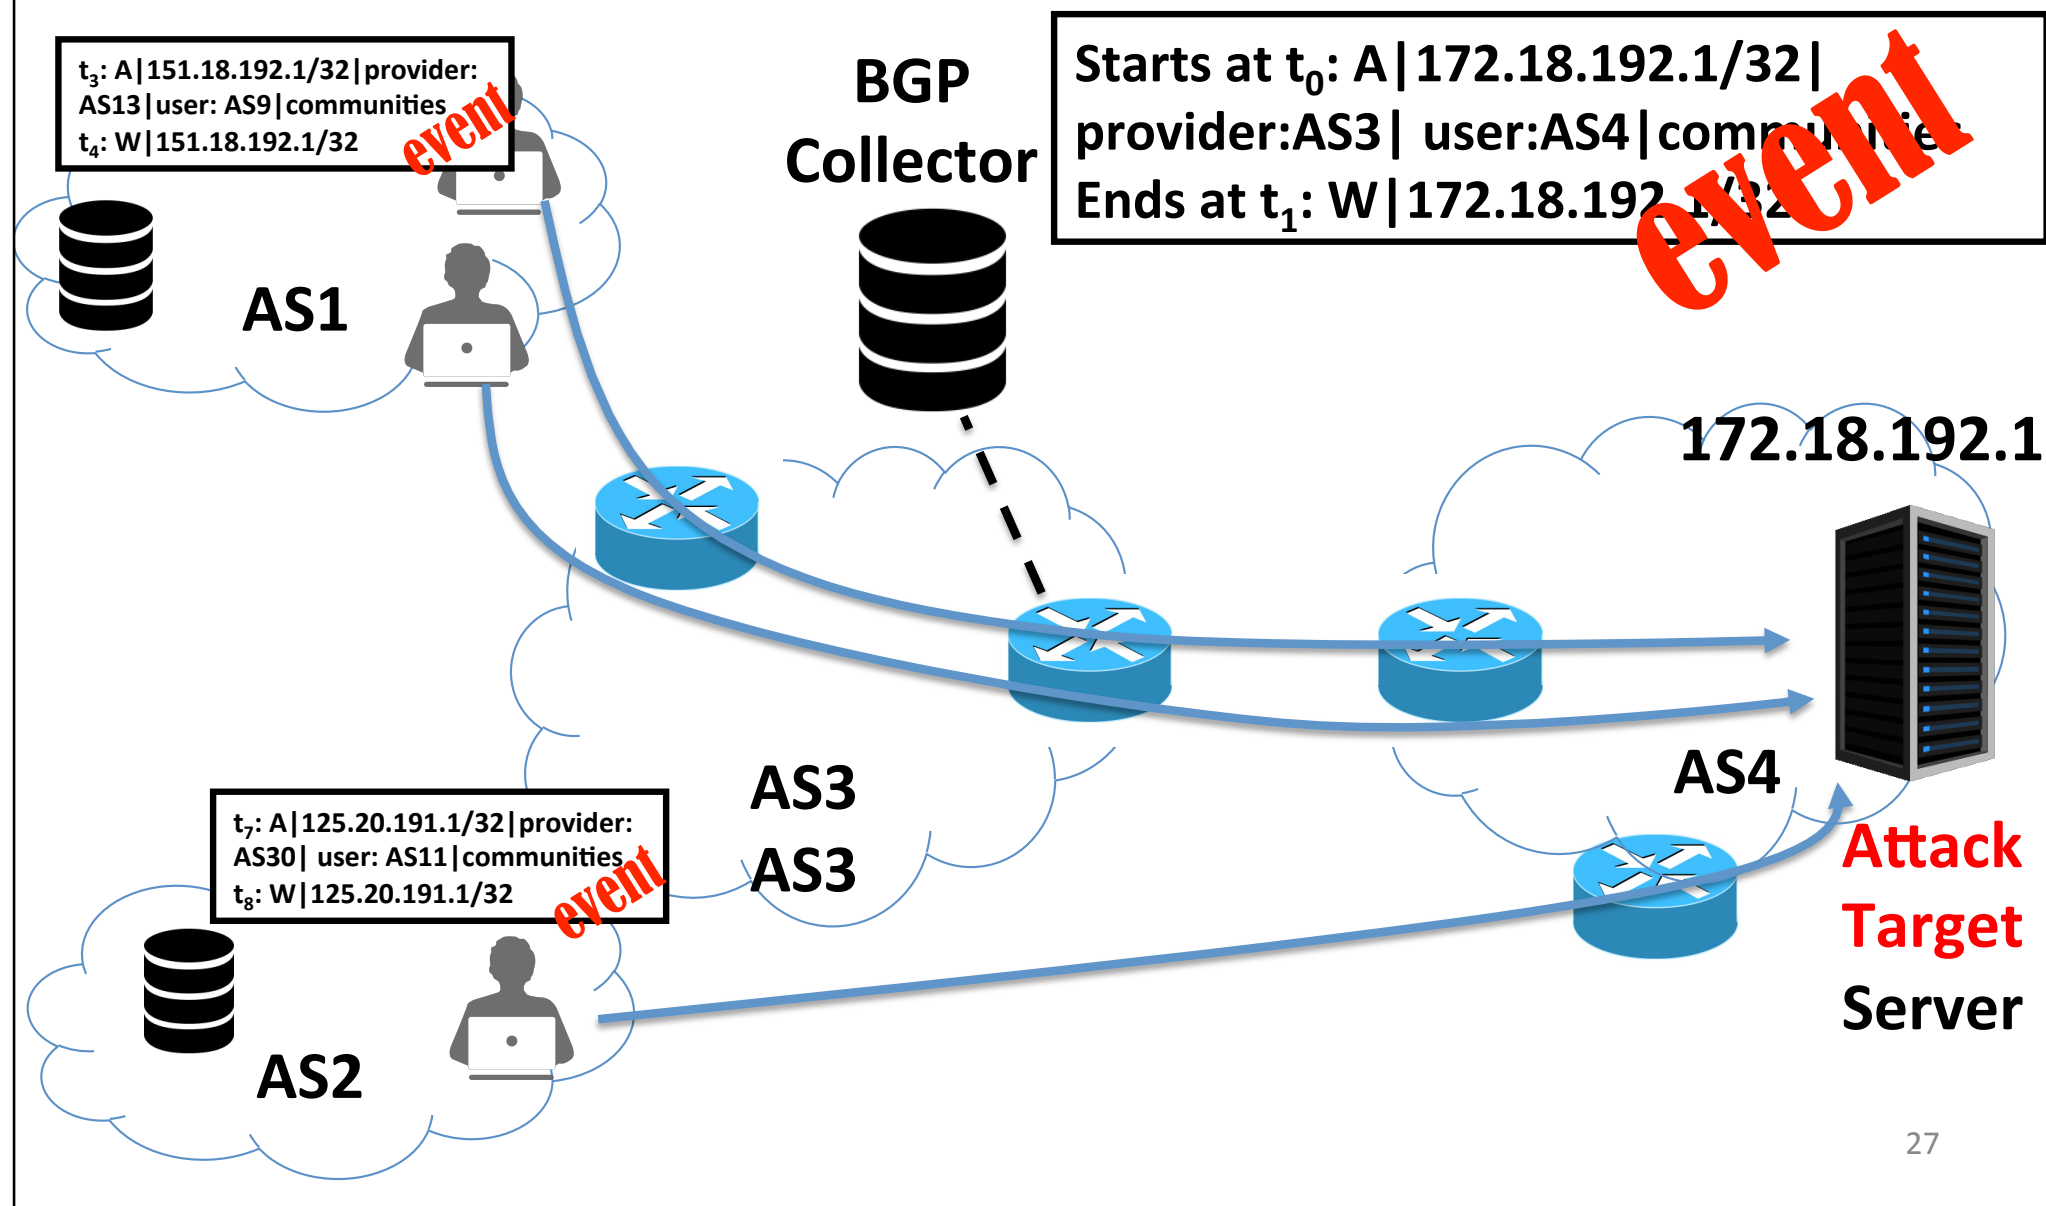 t3: A|151.18.192.1/32|provider:
AS13|user: AS9|communities
t4: W|151.18.192.1/32
event
BGP
Collector
Starts at t0: A|172.18.192.1/32|
provider:AS3| user:AS4|communities
Ends at t1: W|172.18.192.1/32
event
AS1
172.18.192.1
AS3
AS3
AS4
t7: A|125.20.191.1/32|provider:
AS30| user: AS11|communities
t8: W|125.20.191.1/32
event
Attack
Target
Server
AS2
27